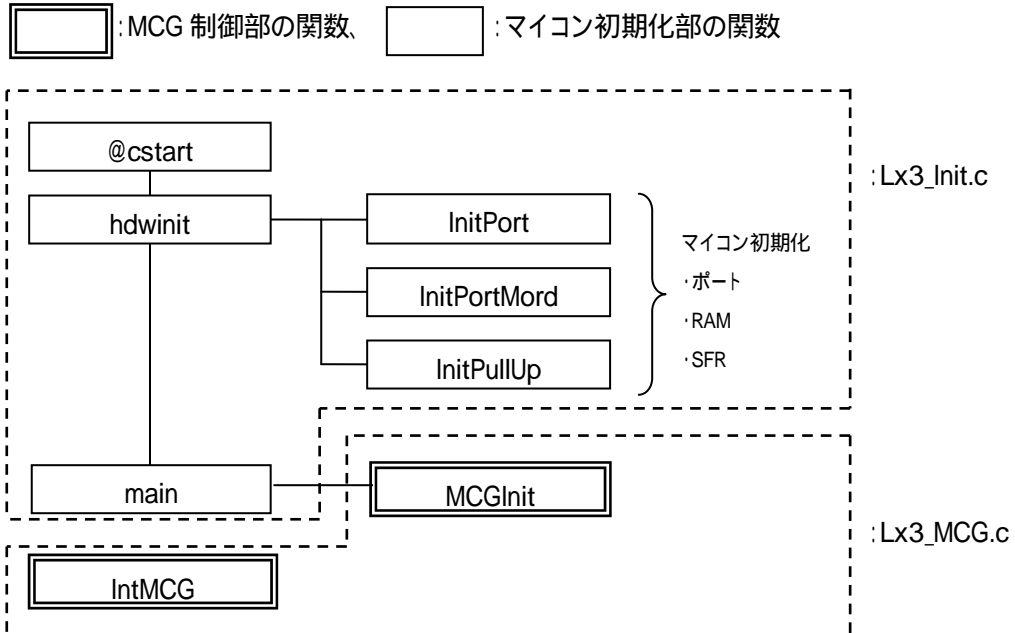 :MCG 制御部の関数、 :マイコン初期化部の関数
@cstart
:Lx3_Init.c
hdwinit
InitPort
マイコン初期化
・ポート
・RAM
・SFR
InitPortMord
InitPullUp
main
MCGInit
:Lx3_MCG.c
IntMCG